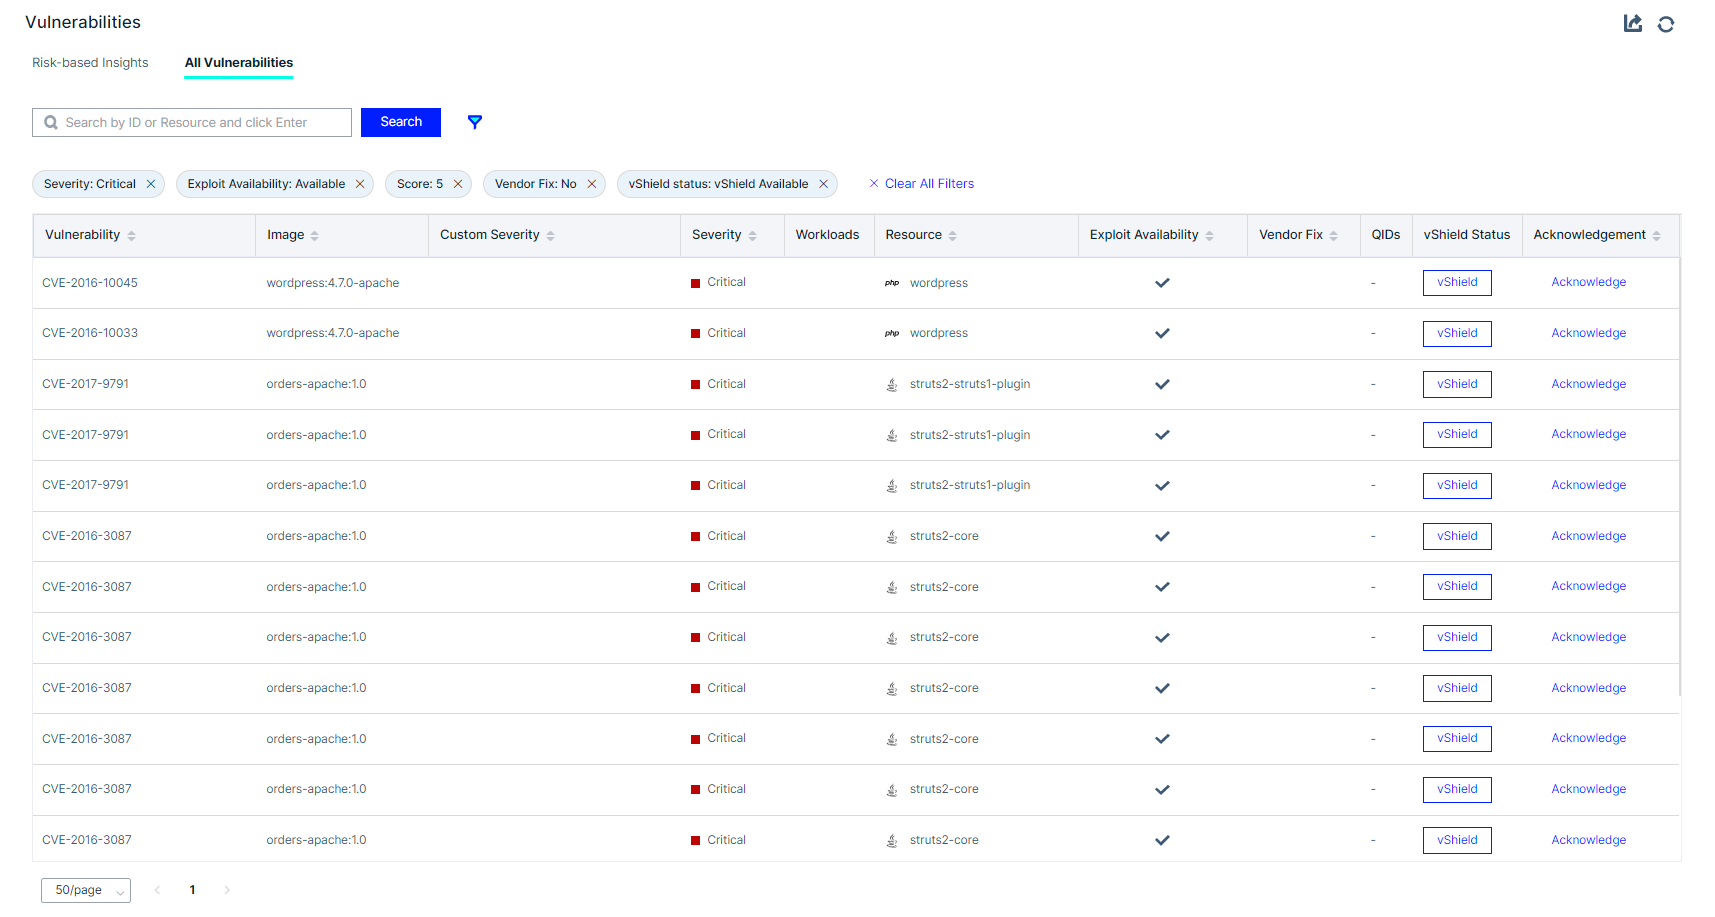 Vulnerabilities
Risk-based Insights All Vulnerabilities
Search by ID or Resource and click Enter Search
Severity: Critical Exploit Availability: Available Score: 5 Vendor Fix: No vShield status: vShield Available Clear All Filters
Vulnerability Image Custom Severity Severity Workloads Resource Exploit Availability Vendor Fix QIDs vShield Status Acknowledgement
CVE-2016-10045 wordpress:4.7.0-apache Critical php wordpress - vShield Acknowledge
CVE-2016-10033 wordpress:4.7.0-apache Critical php wordpress - vShield Acknowledge
CVE-2017-9791 orders-apache:1.0 Critical struts2-struts1-plugin - vShield Acknowledge
CVE-2017-9791 orders-apache:1.0 Critical struts2-struts1-plugin - vShield Acknowledge
CVE-2017-9791 orders-apache:1.0 Critical struts2-struts1-plugin - vShield Acknowledge
CVE-2016-3087 orders-apache:1.0 Critical struts2-core - vShield Acknowledge
CVE-2016-3087 orders-apache:1.0 Critical struts2-core - vShield Acknowledge
CVE-2016-3087 orders-apache:1.0 Critical struts2-core - vShield Acknowledge
CVE-2016-3087 orders-apache:1.0 Critical struts2-core - vShield Acknowledge
CVE-2016-3087 orders-apache:1.0 Critical struts2-core - vShield Acknowledge
CVE-2016-3087 orders-apache:1.0 Critical struts2-core - vShield Acknowledge
CVE-2016-3087 orders-apache:1.0 Critical struts2-core - vShield Acknowledge
50/page 1